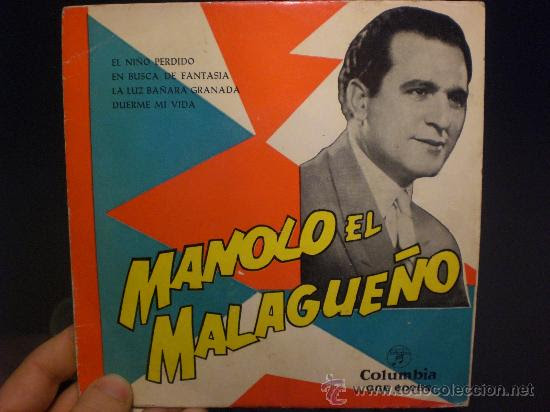 EL NIÑO PERDIDO
EN BUSCA DE FANTASIA
LA LUZ BAÑARA GRANADA
DUERME MI VIDA
MANOLO EL
MALAGUEÑO
Columbia
todocoleccion.net